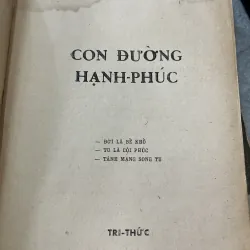 CON ĐƯỜNG
HẠNH-PHÚC
— ĐỜI LÀ BỂ KHỔ
— TU LÀ CỘI PHÚC
— TÁNH MẠNG SONG TU
TRI-THỨC